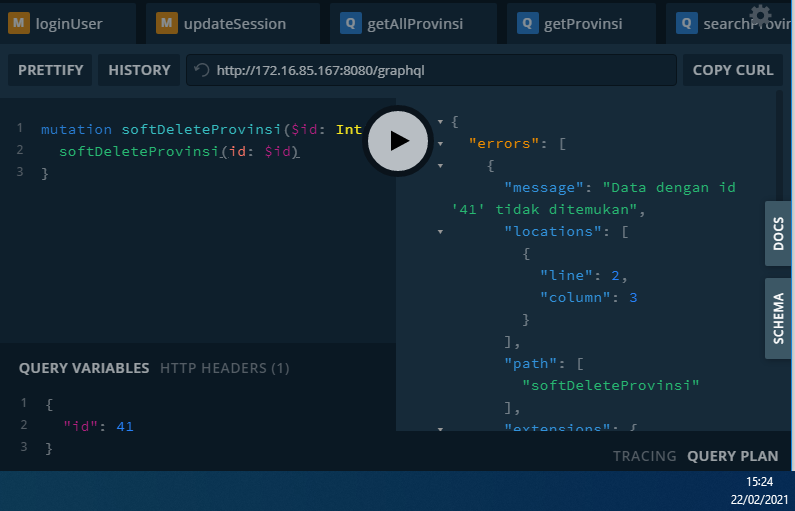 M loginUser
M updateSession
Q getAllProvinsi
Q getProvinsi
Q searchProvin
PRETTIFY
HISTORY
http://172.16.85.167:8080/graphql
COPY CURL
1 mutation softDeleteProvinsi($id: Int
2 softDeleteProvinsi(id: $id)
3 }
{
"errors": [
{
"message": "Data dengan id
'41' tidak ditemukan",
"locations": [
{
"line": 2,
"column": 3
}
],
"path": [
"softDeleteProvinsi"
],
"extensions": {
DOCS
SCHEMA
QUERY VARIABLES HTTP HEADERS (1)
1 {
2 "id": 41
3 }
TRACING QUERY PLAN
15:24
22/02/2021